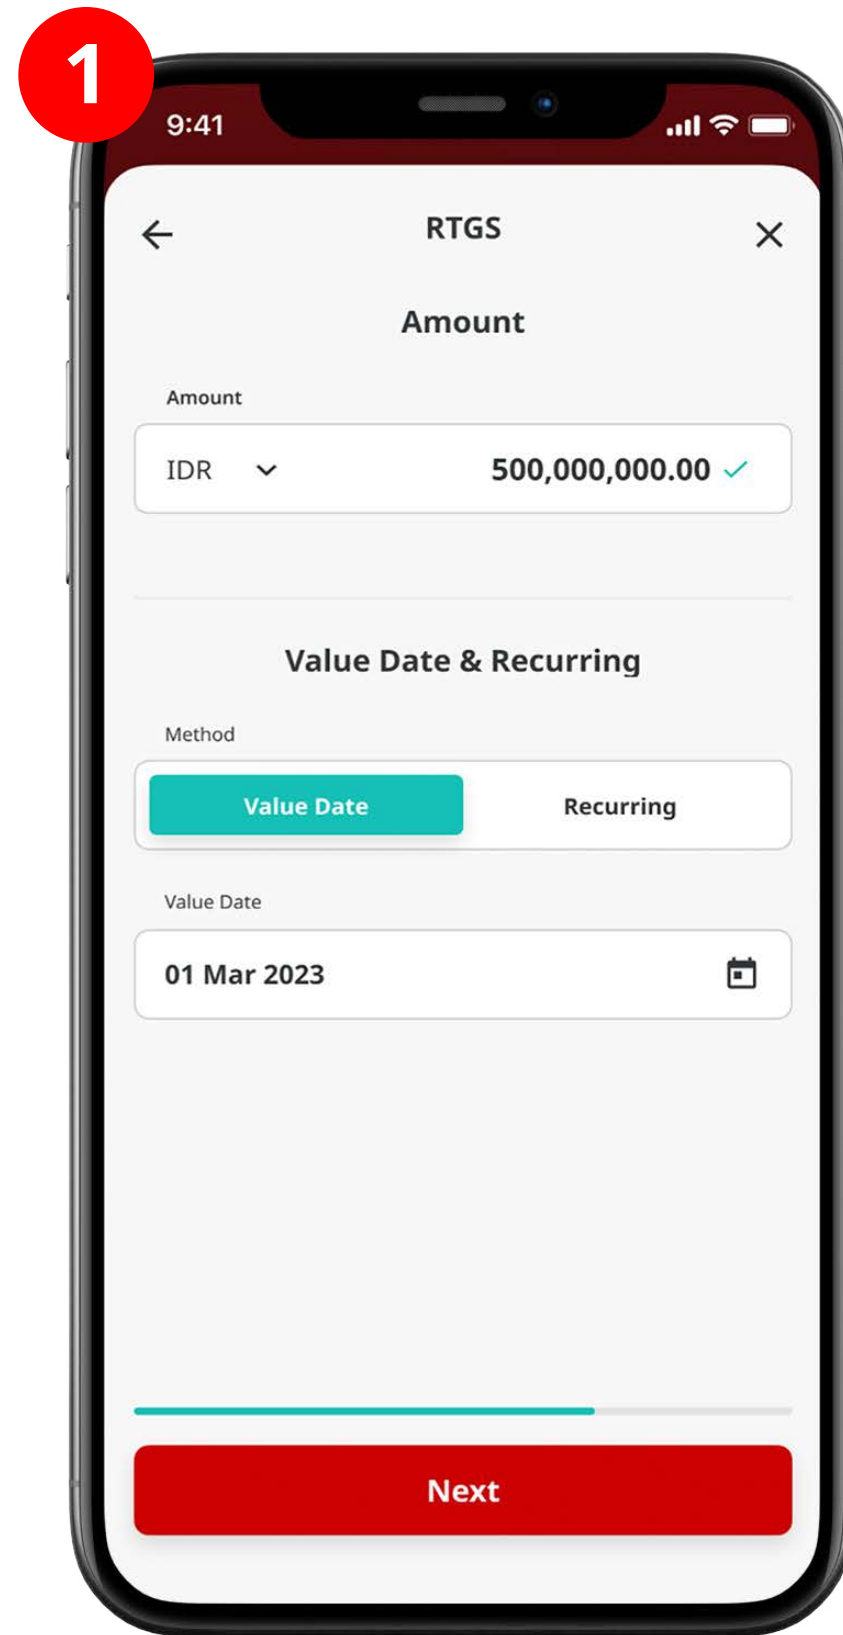 1
9:41
RTGS
Amount
Amount
IDR 500,000,000.00
Value Date & Recurring
Method
Value Date Recurring
Value Date
01 Mar 2023
Next